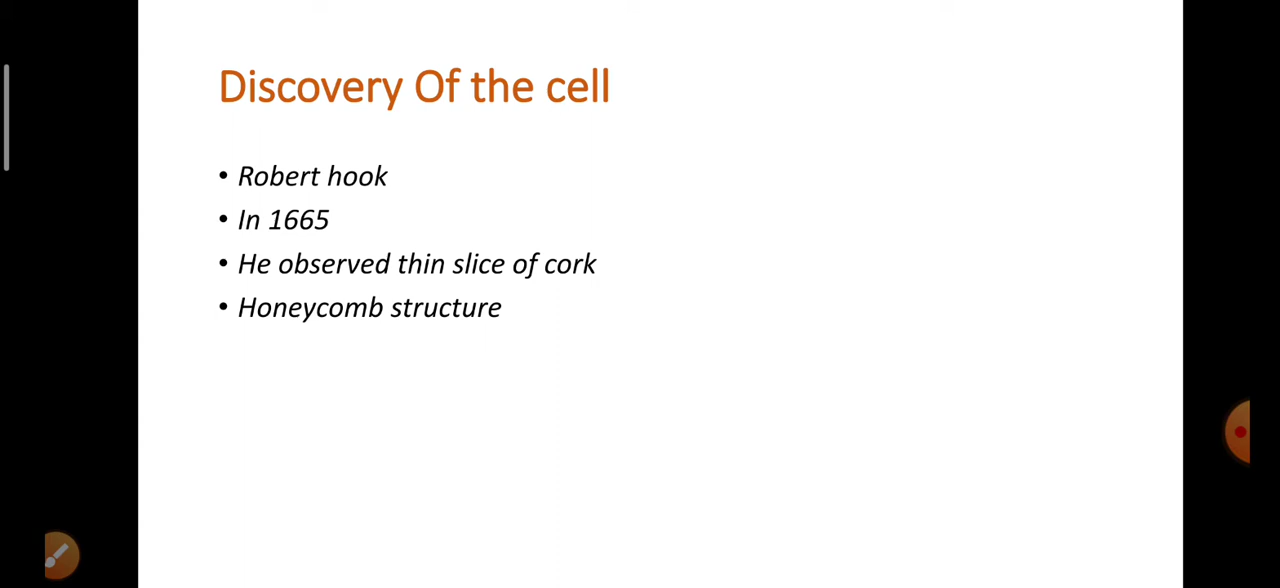 Discovery Of the cell
• Robert hook
• In 1665
• He observed thin slice of cork
• Honeycomb structure